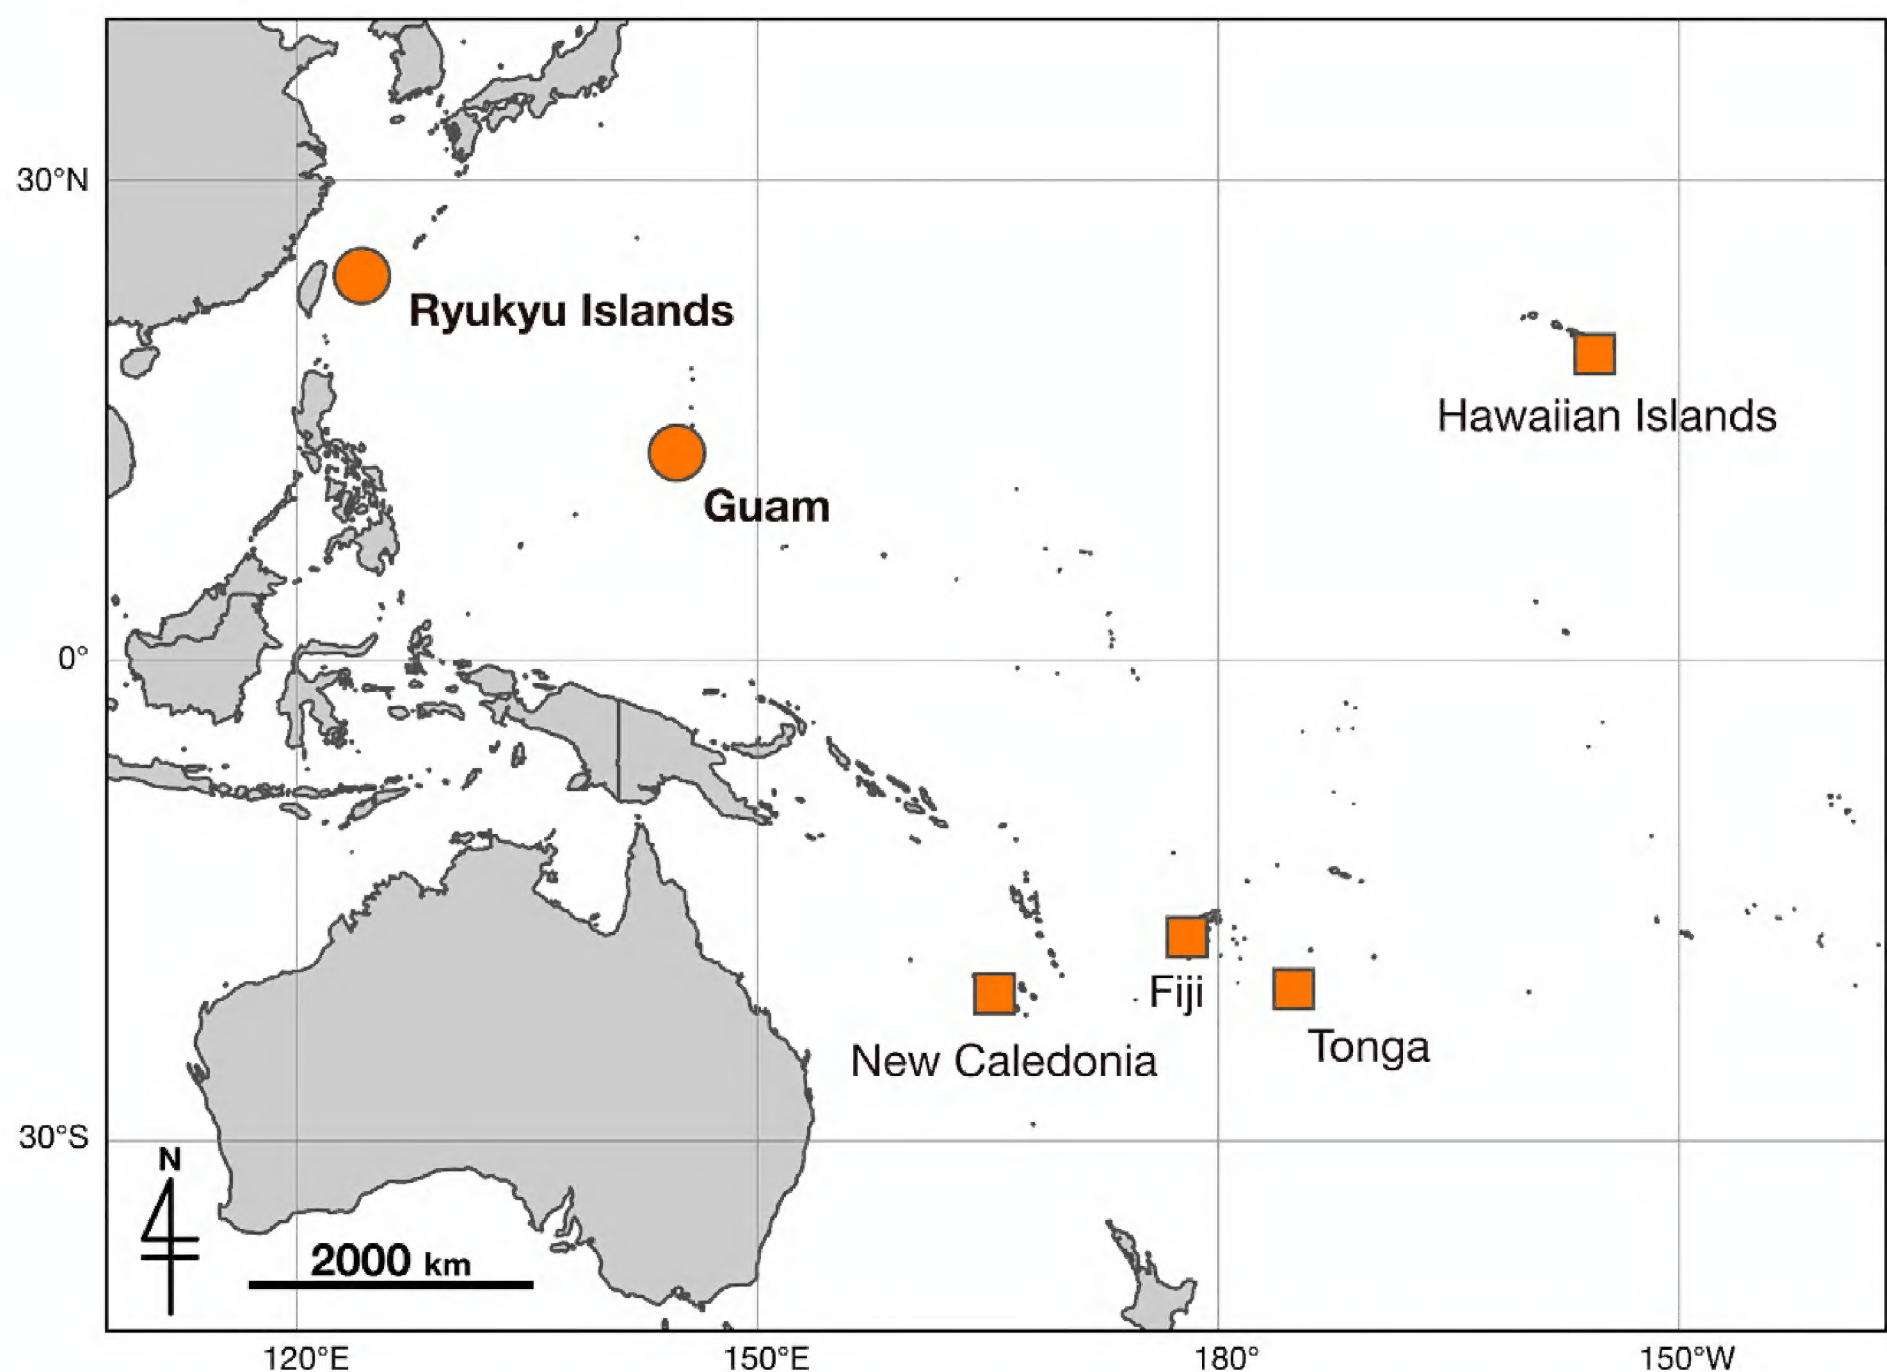 30°N
Ryukyu Islands
Hawaiian Islands
Guam
0°
Fiji
Tonga
New Caledonia
30°S
N
2000 km
120°E
150°E
180°
150°W